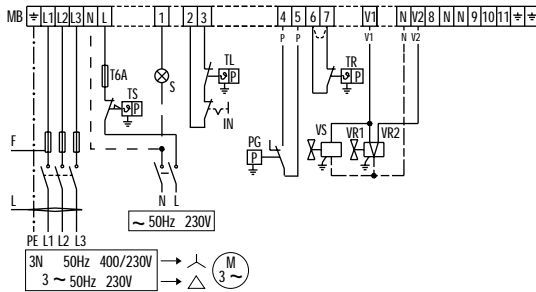 MB L1 L2 L3 N L 1 2 3 4 5 6 7 V1 N V2 8 N N 9 10 11
P P V1 N V2
T6A
TS
P
S
TL
P
IN
TR
P
F
PG
P
VS
VR1
VR2
L
N L
~ 50Hz 230V
PE L1 L2 L3
3N 50Hz 400/230V
3 ~ 50Hz 230V
M
3 ~